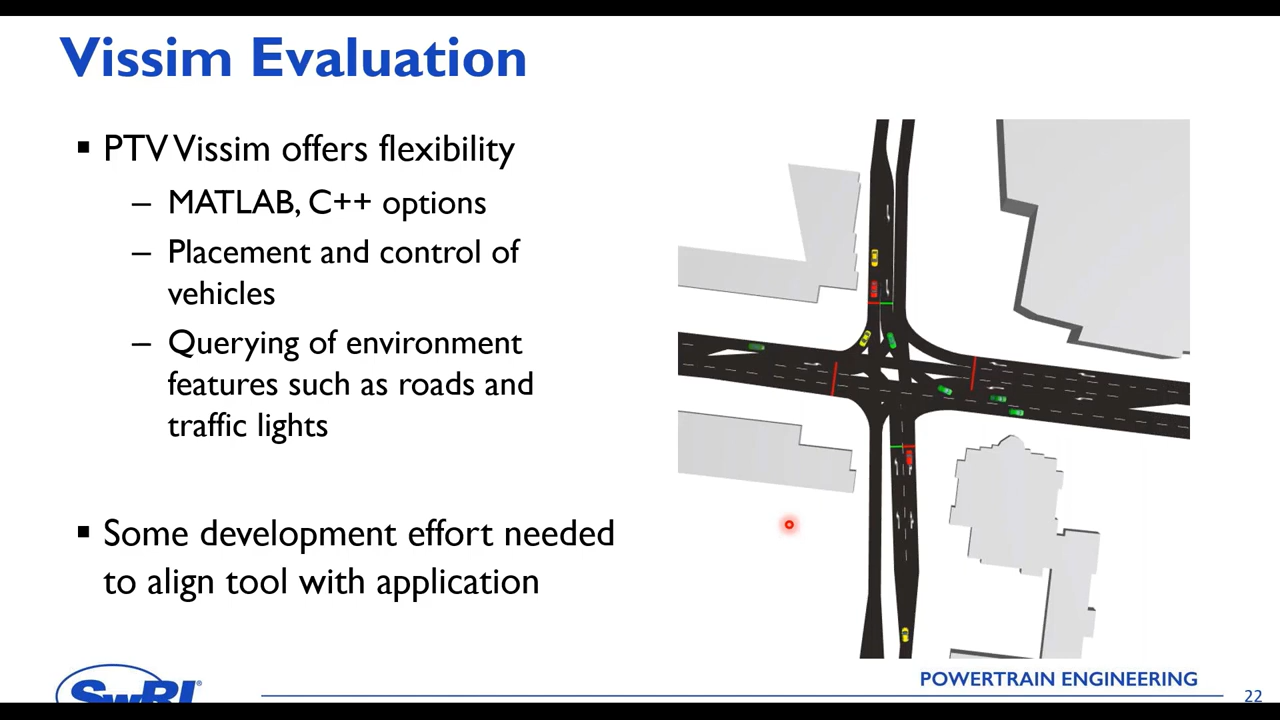 Vissim Evaluation
▪ PTV Vissim offers flexibility
– MATLAB, C++ options
– Placement and control of
vehicles
– Querying of environment
features such as roads and
traffic lights
▪ Some development effort needed
to align tool with application
SwRI®
POWERTRAIN ENGINEERING
22